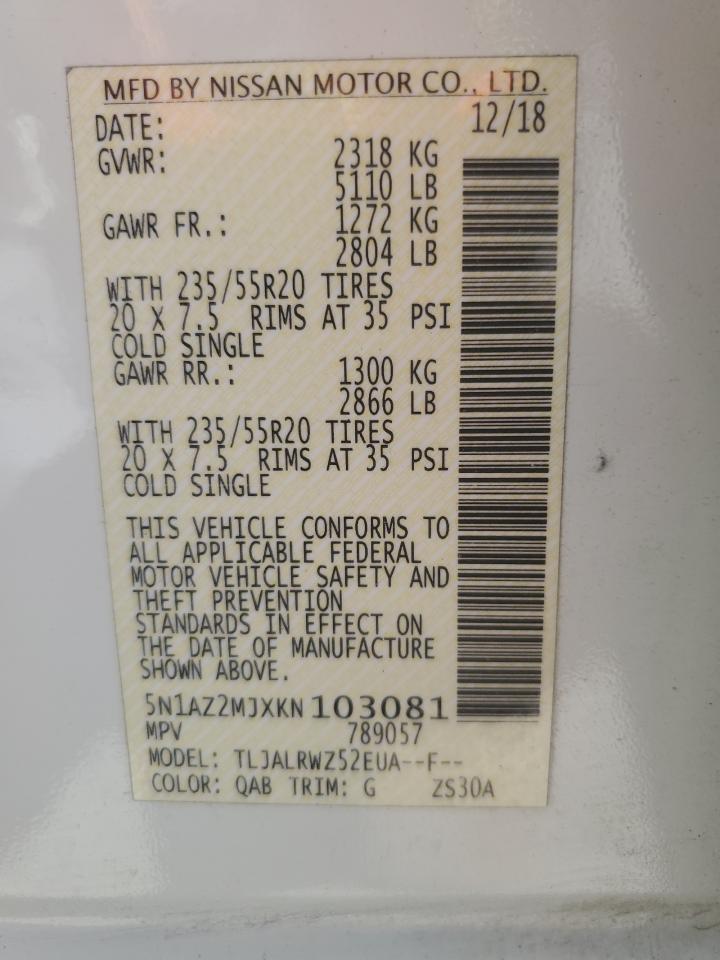 MFD BY NISSAN MOTOR CO., LTD.
DATE: 12/18
GVWR: 2318 KG
5110 LB
GAWR FR.: 1272 KG
2804 LB
WITH 235/55R20 TIRES
20 X 7.5 RIMS AT 35 PSI
COLD SINGLE
GAWR RR.: 1300 KG
2866 LB
WITH 235/55R20 TIRES
20 X 7.5 RIMS AT 35 PSI
COLD SINGLE
THIS VEHICLE CONFORMS TO
ALL APPLICABLE FEDERAL
MOTOR VEHICLE SAFETY AND
THEFT PREVENTION
STANDARDS IN EFFECT ON
THE DATE OF MANUFACTURE
SHOWN ABOVE.
5N1AZ2MJXKN103081
MPV 789057
MODEL: TLJALRWZ52EUA--F--
COLOR: QAB TRIM: G ZS30A